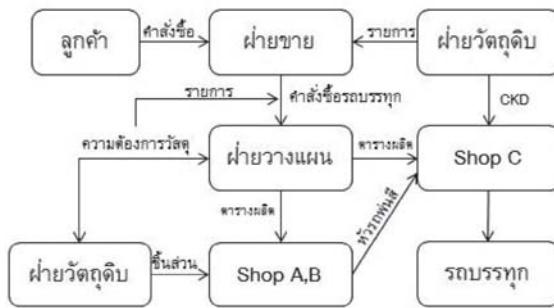 ลูกค้า
คำสั่งซื้อ
ฝ่ายขาย
รายการ
ฝ่ายวัตถุดิบ
รายการ
คำสั่งซื้อรถบรรทุก
CKD
ความต้องการวัสดุ
ฝ่ายวางแผน
ตารางผลิต
Shop C
ตารางผลิต
หัวรถพ่นสี
ฝ่ายวัตถุดิบ
ชิ้นส่วน
Shop A,B
รถบรรทุก